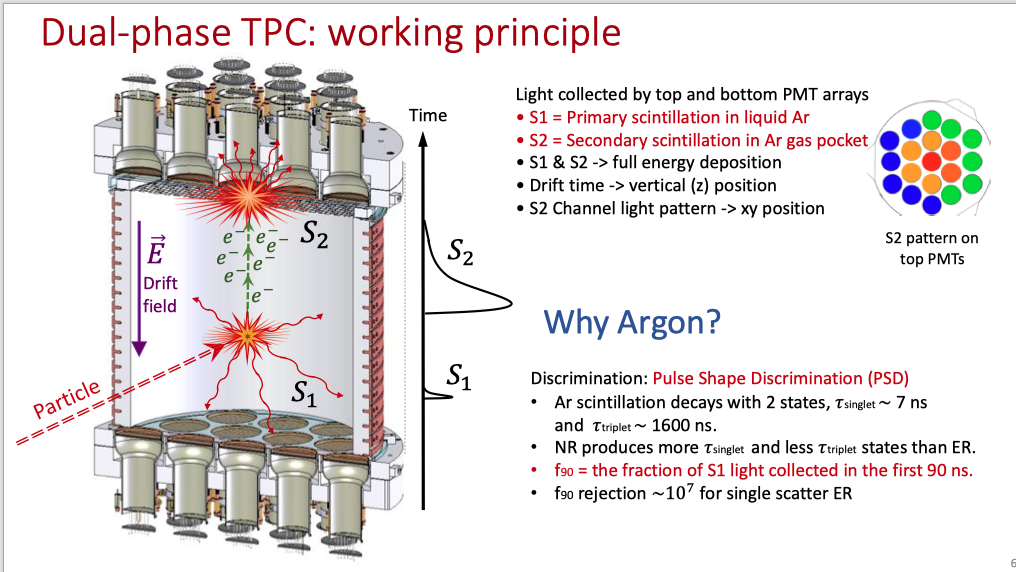 Dual-phase TPC: working principle
Time
Light collected by top and bottom PMT arrays
• S1 = Primary scintillation in liquid Ar
• S2 = Secondary scintillation in Ar gas pocket
• S1 & S2 -> full energy deposition
• Drift time -> vertical (z) position
• S2 Channel light pattern -> xy position
S2 pattern on
top PMTs
E⃗
Drift
field
e⁻ e⁻
e⁻ e⁻
e⁻ e⁻
e⁻
S₂
S₂
S₁
S₁
Particle
Why Argon?
Discrimination: Pulse Shape Discrimination (PSD)
• Ar scintillation decays with 2 states, τsinglet ~ 7 ns
and τtriplet ~ 1600 ns.
• NR produces more τsinglet and less τtriplet states than ER.
• f₉₀ = the fraction of S1 light collected in the first 90 ns.
• f₉₀ rejection ~10⁷ for single scatter ER
6